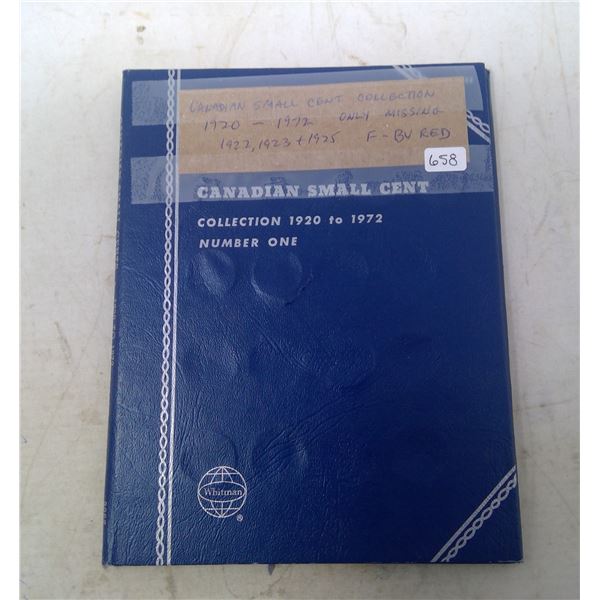 CANADIAN SMALL CENT COLLECTION
1920 - 1972 ONLY MISSING
1922, 1923 + 1925 F - BU RED
658
CANADIAN SMALL CENT
COLLECTION 1920 to 1972
NUMBER ONE
Whitman
®